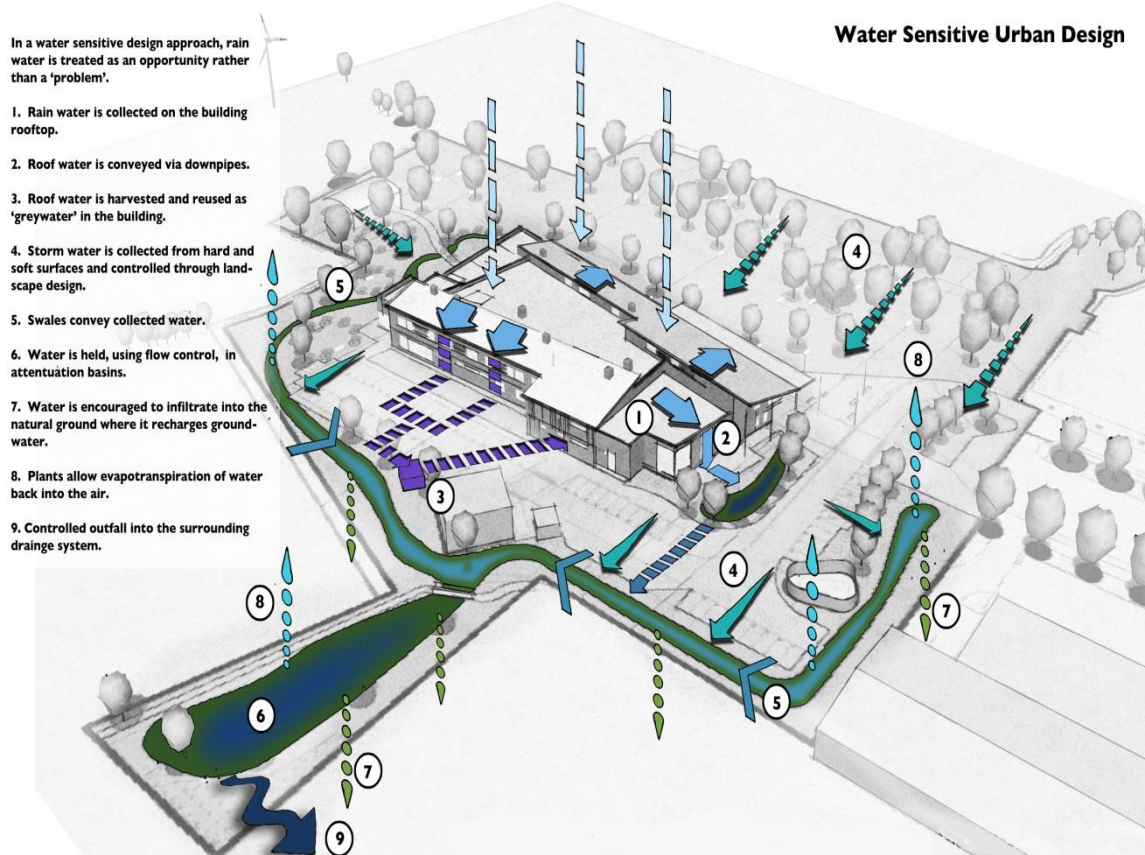 Water Sensitive Urban Design
In a water sensitive design approach, rain
water is treated as an opportunity rather
than a ‘problem’.
1. Rain water is collected on the building
rooftop.
2. Roof water is conveyed via downpipes.
3. Roof water is harvested and reused as
‘greywater’ in the building.
4. Storm water is collected from hard and
soft surfaces and controlled through land-
scape design.
5. Swales convey collected water.
6. Water is held, using flow control, in
attentuation basins.
7. Water is encouraged to infiltrate into the
natural ground where it recharges ground-
water.
8. Plants allow evapotranspiration of water
back into the air.
9. Controlled outfall into the surrounding
drainge system.
4
5
8
1
2
3
4
8
7
5
6
7
9